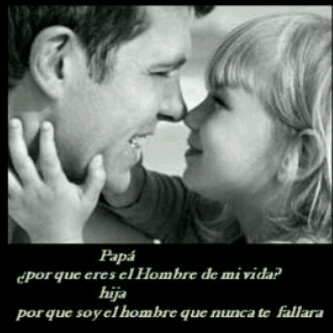 Papá
¿por que eres el Hombre de mi vida?
hija
por que soy el hombre que nunca te fallara